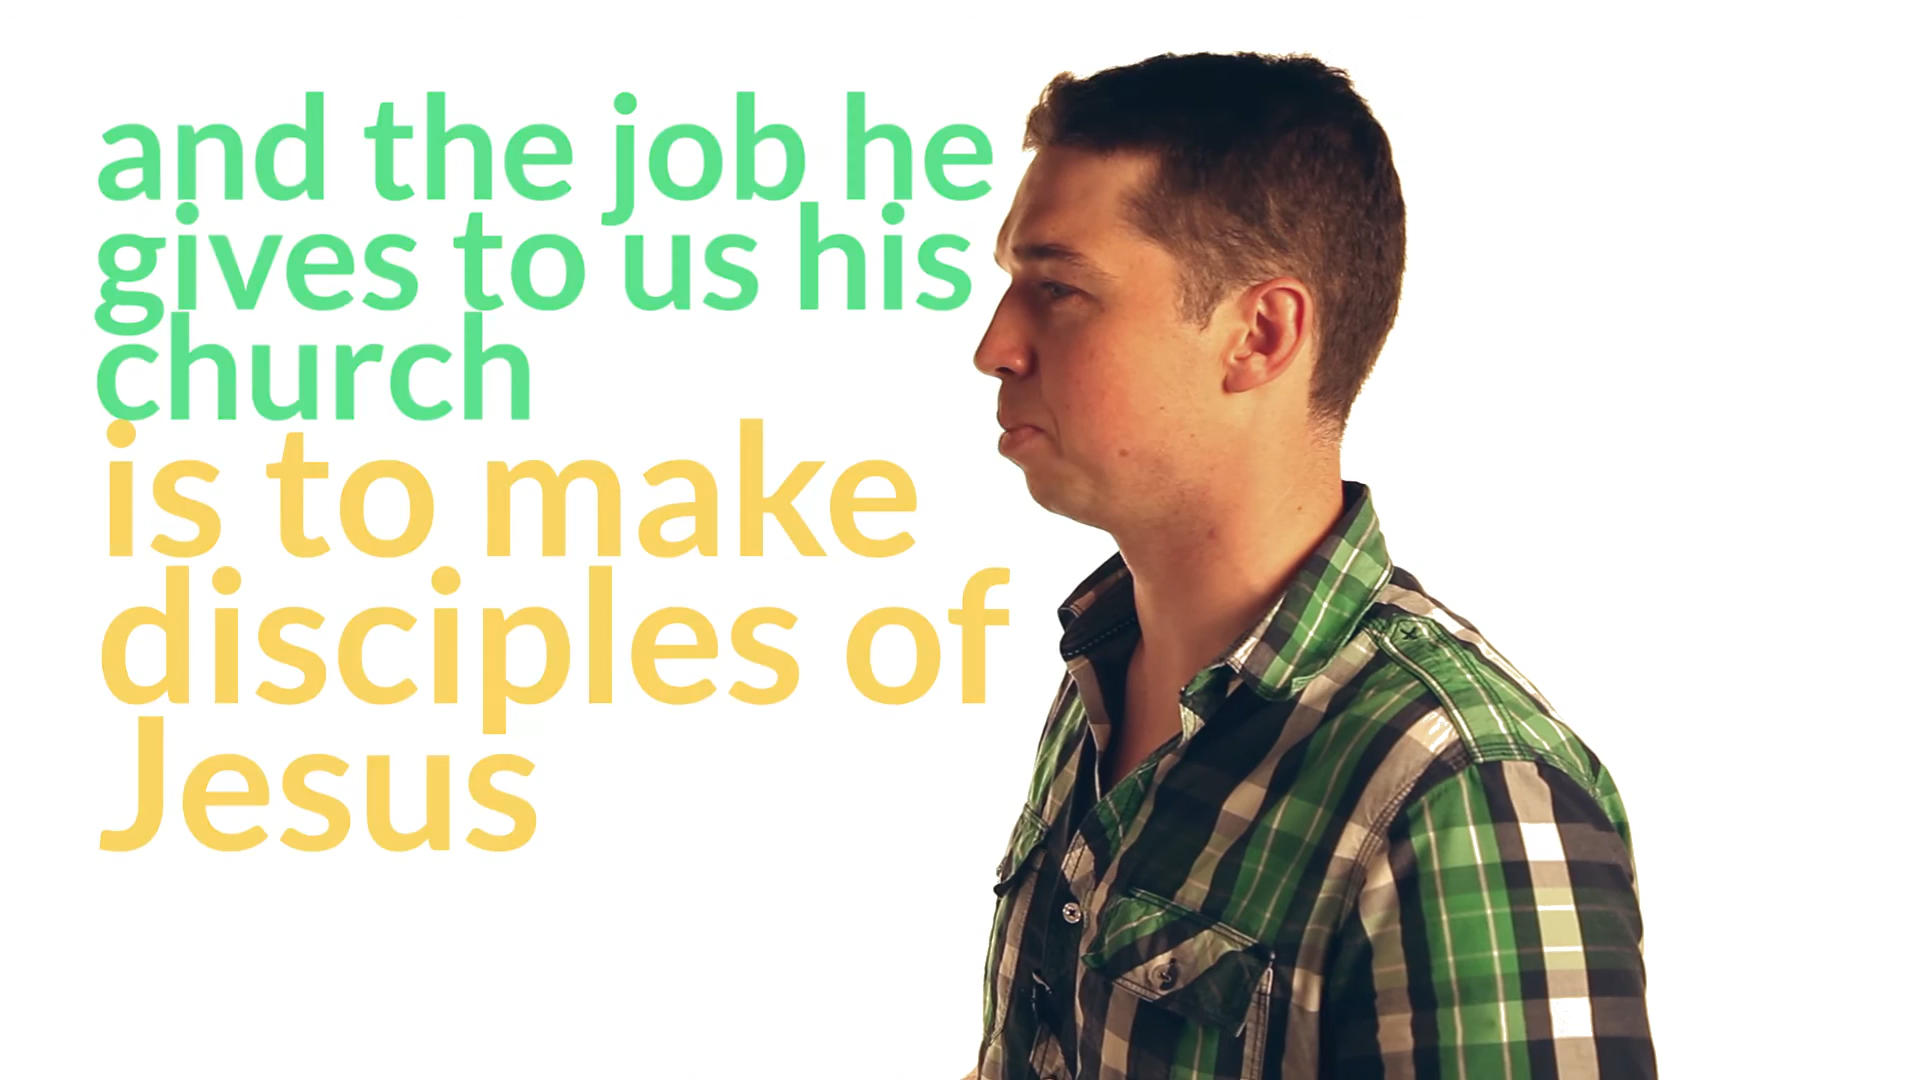 and the job he
gives to us his
church
is to make
disciples of
Jesus